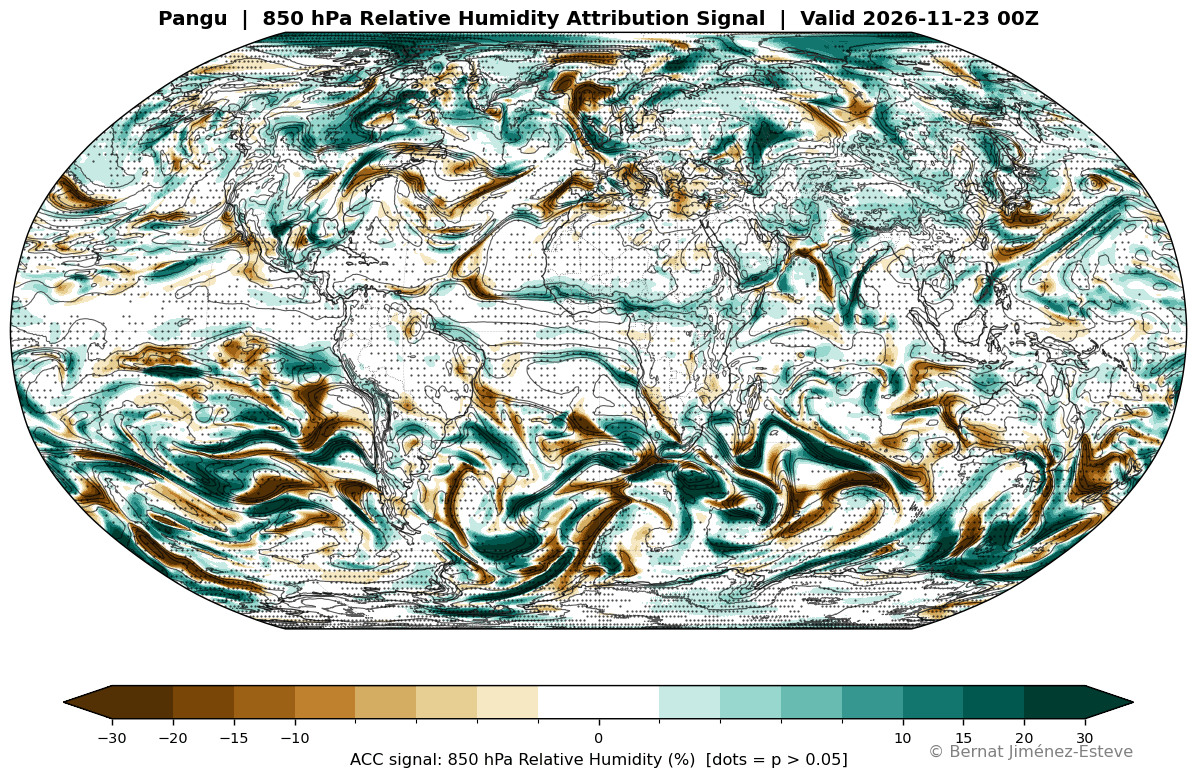 Pangu | 850 hPa Relative Humidity Attribution Signal | Valid 2026-11-23 00Z
−30 −20 −15 −10 0 10 15 20 30
ACC signal: 850 hPa Relative Humidity (%) [dots = p > 0.05]
© Bernat Jiménez-Esteve